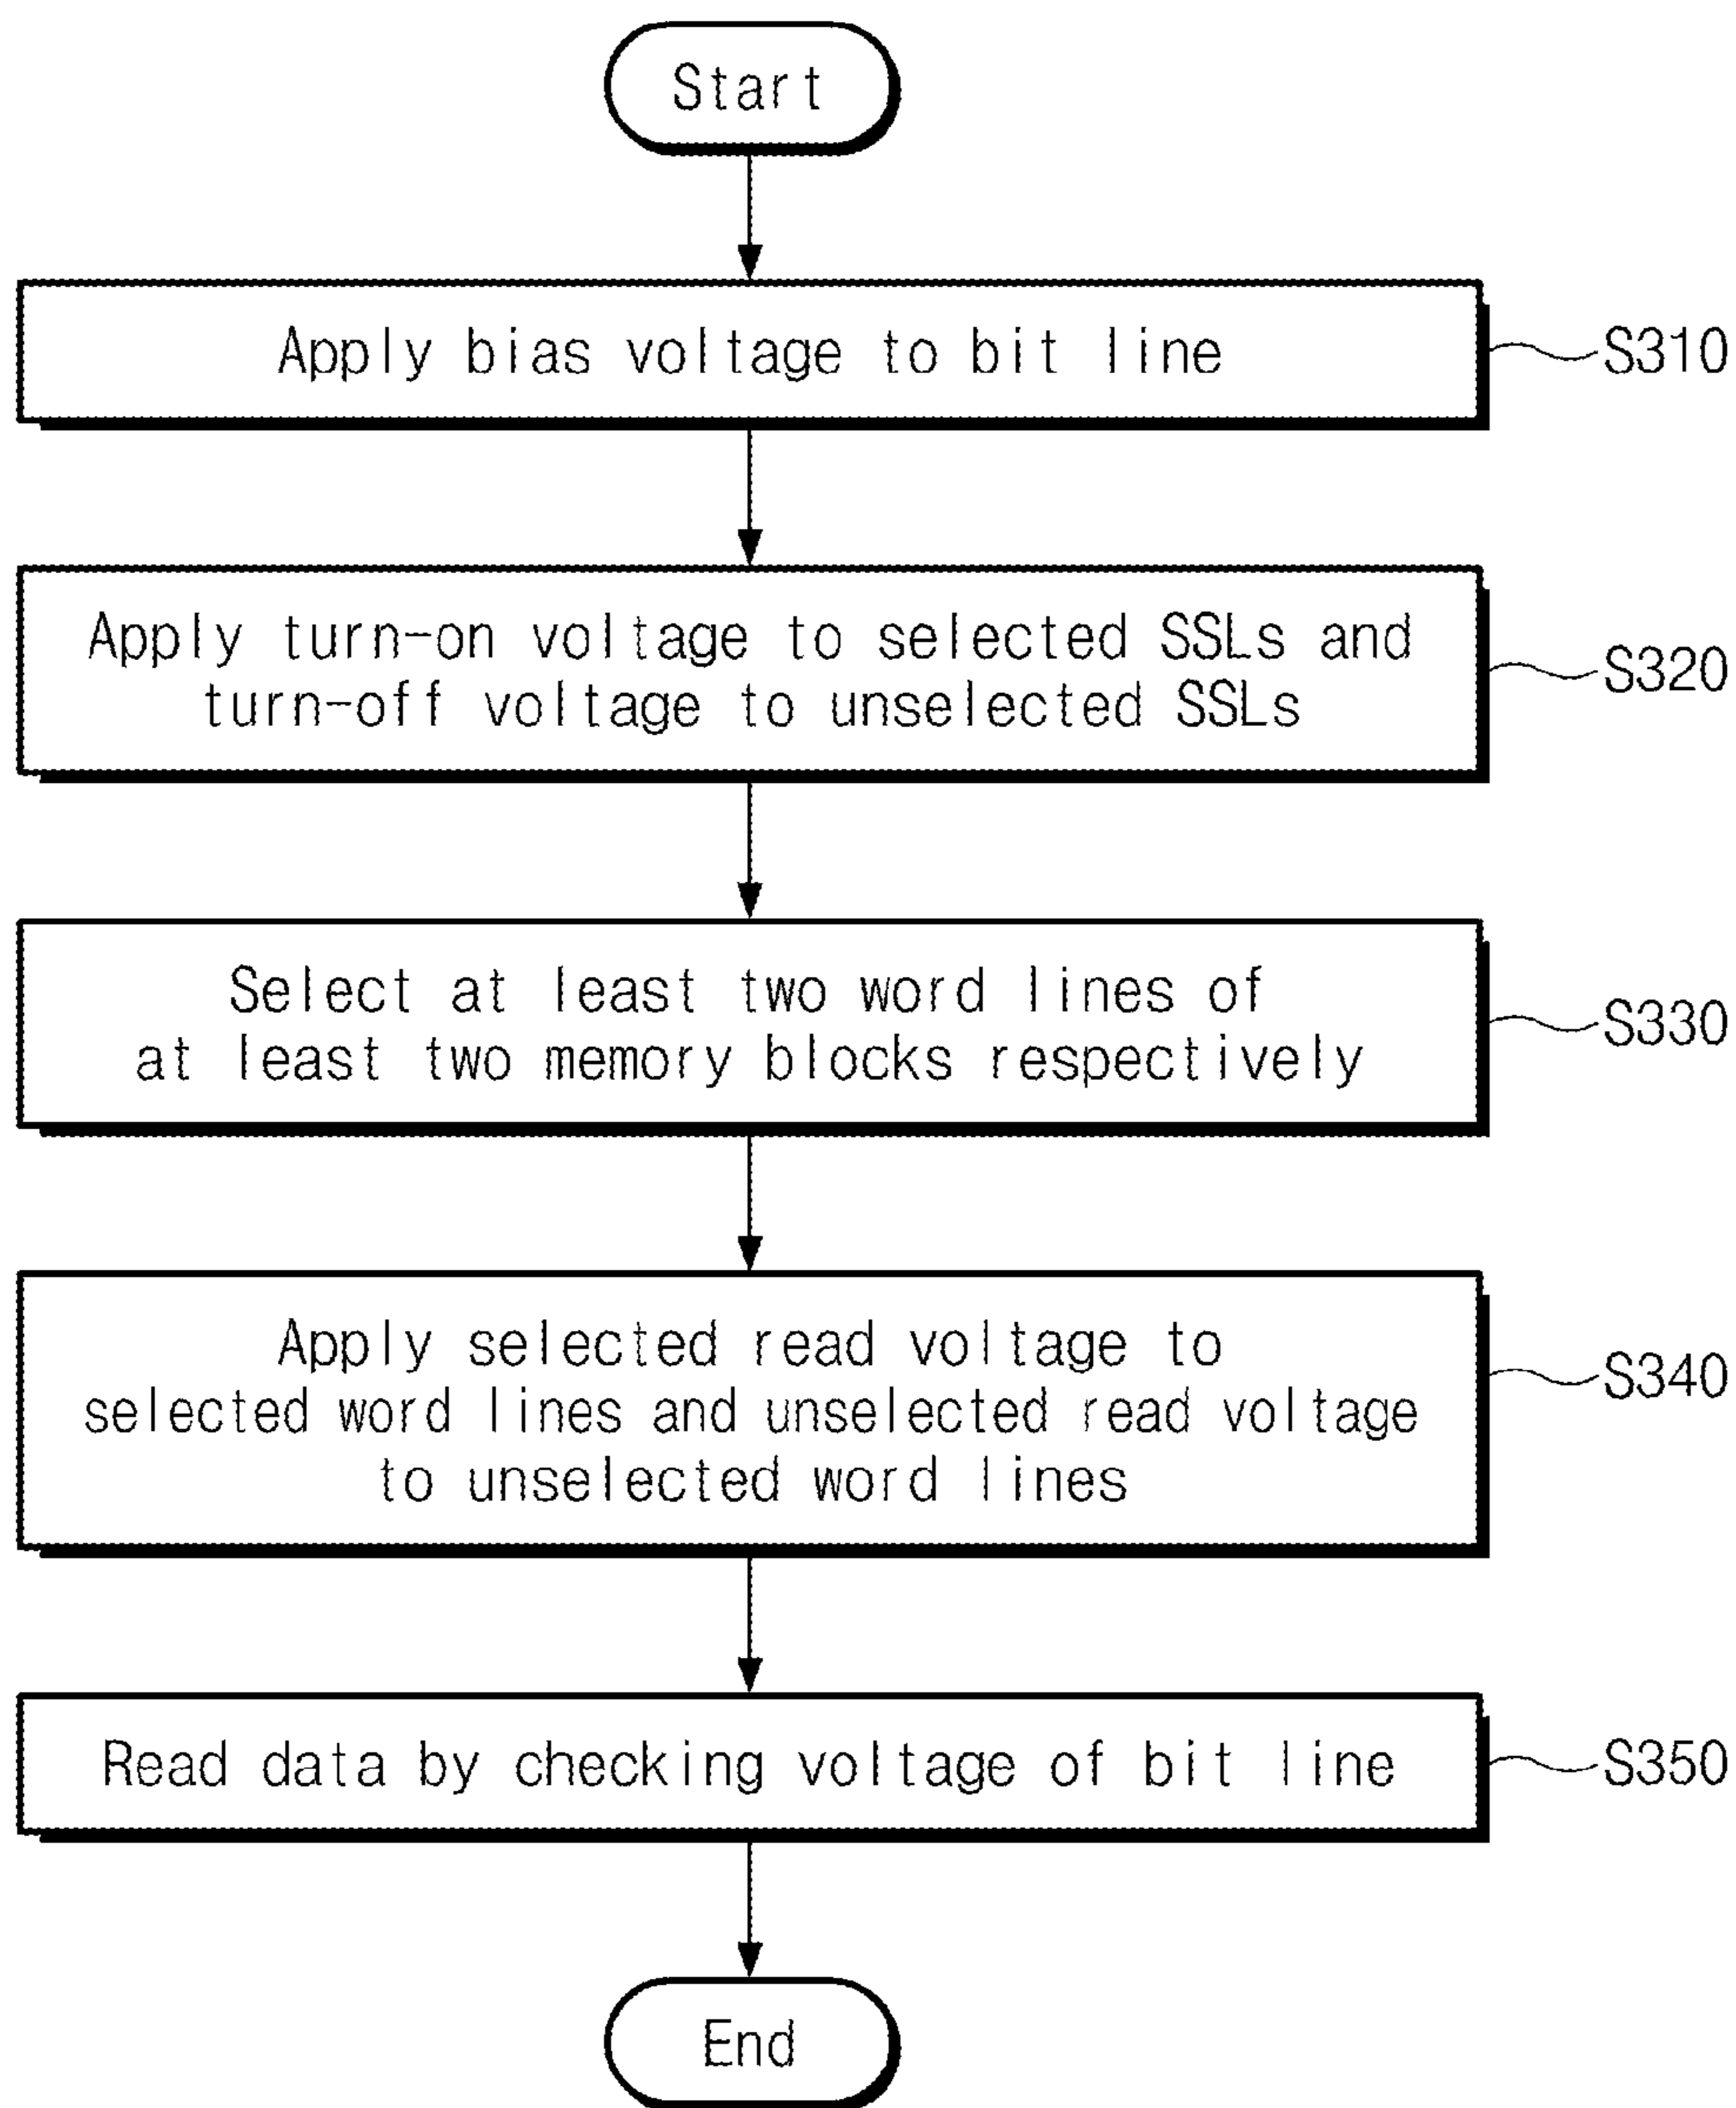 Start
Apply bias voltage to bit line
S310
Apply turn-on voltage to selected SSLs and
turn-off voltage to unselected SSLs
S320
Select at least two word lines of
at least two memory blocks respectively
S330
Apply selected read voltage to
selected word lines and unselected read voltage
to unselected word lines
S340
Read data by checking voltage of bit line
S350
End